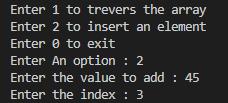 Enter 1 to trevers the array
Enter 2 to insert an element
Enter 0 to exit
Enter An option : 2
Enter the value to add : 45
Enter the index : 3